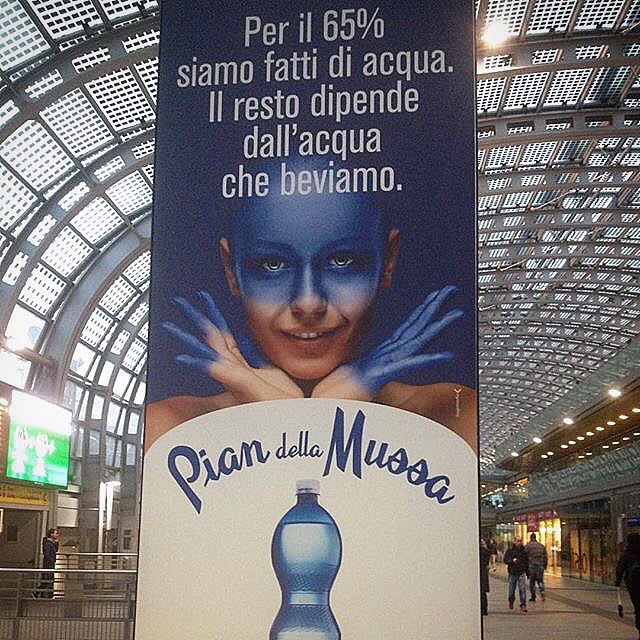 Per il 65%
siamo fatti di acqua.
Il resto dipende
dall'acqua
che beviamo.
Pian della Mussa